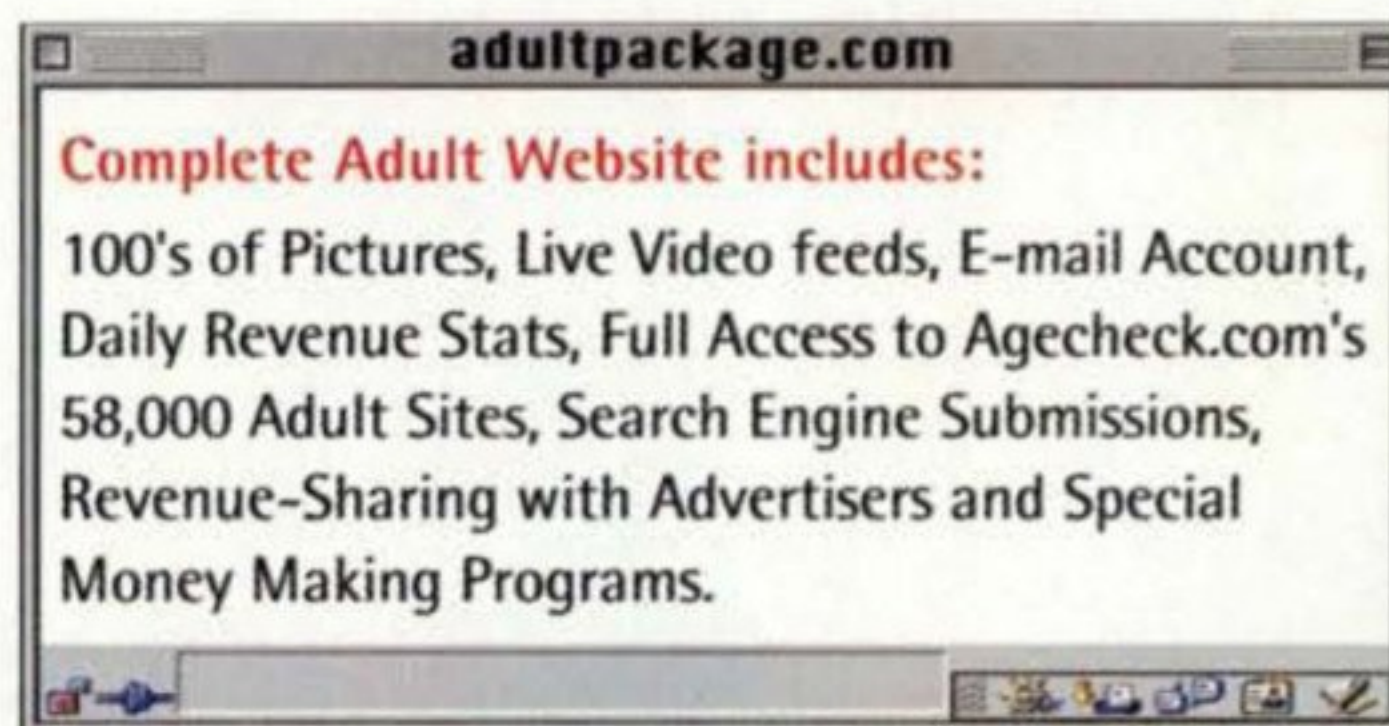 adultpackage.com
Complete Adult Website includes:
100's of Pictures, Live Video feeds, E-mail Account,
Daily Revenue Stats, Full Access to Agecheck.com's
58,000 Adult Sites, Search Engine Submissions,
Revenue-Sharing with Advertisers and Special
Money Making Programs.